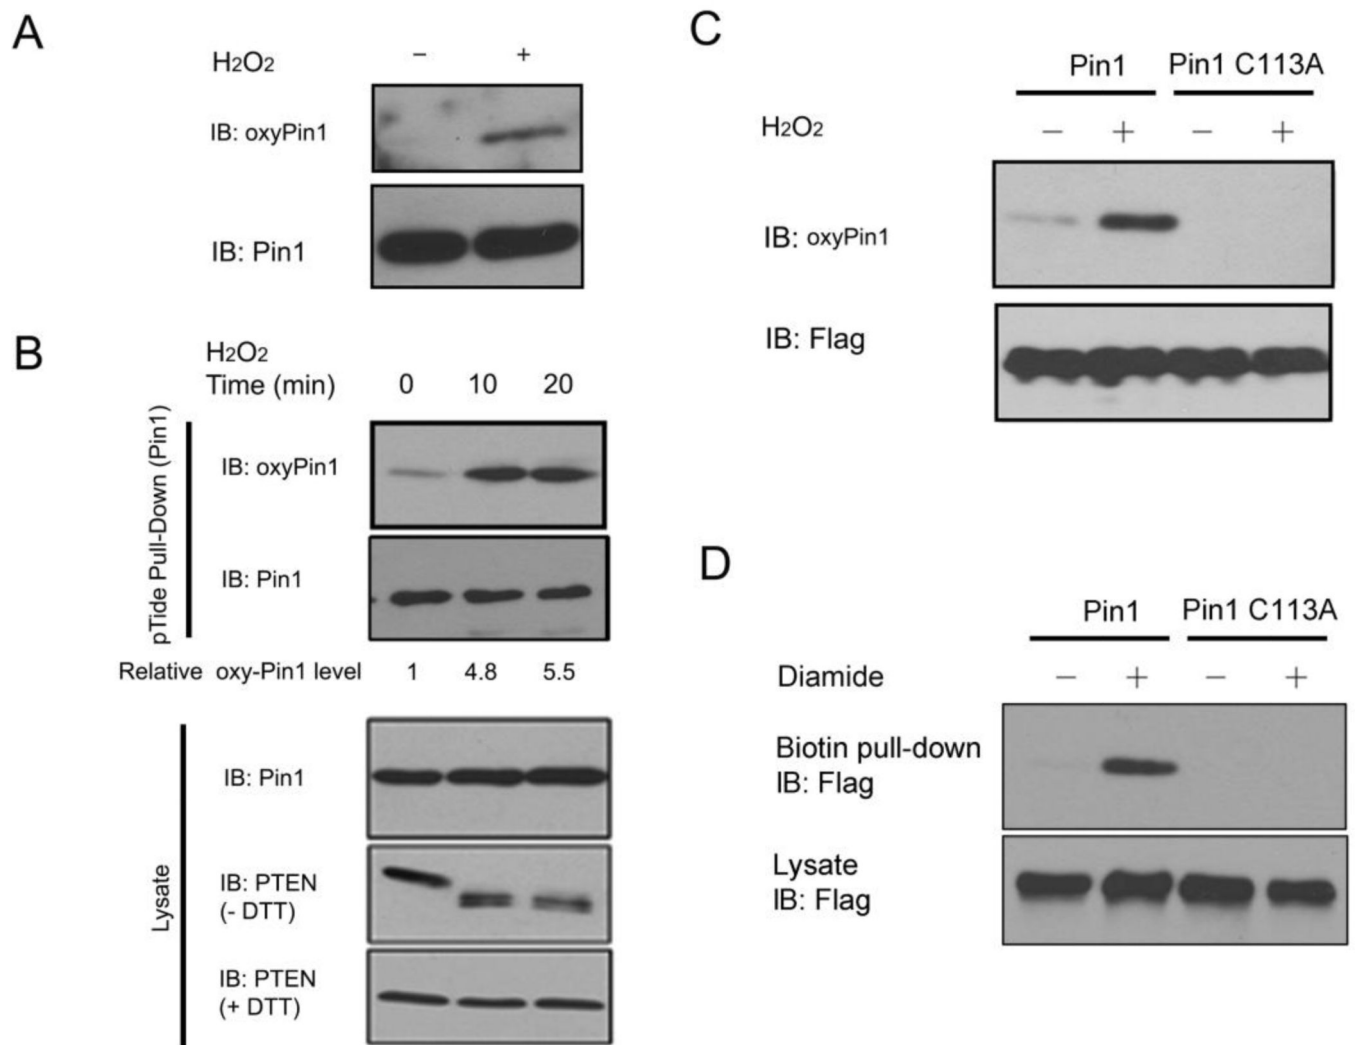 A
H2O2 − +
IB: oxyPin1
IB: Pin1
B
H2O2
Time (min) 0 10 20
pTide Pull-Down (Pin1)
IB: oxyPin1
IB: Pin1
Relative oxy-Pin1 level 1 4.8 5.5
Lysate
IB: Pin1
IB: PTEN
(- DTT)
IB: PTEN
(+ DTT)
C
Pin1 Pin1 C113A
H2O2 − + − +
IB: oxyPin1
IB: Flag
D
Pin1 Pin1 C113A
Diamide − + − +
Biotin pull-down
IB: Flag
Lysate
IB: Flag